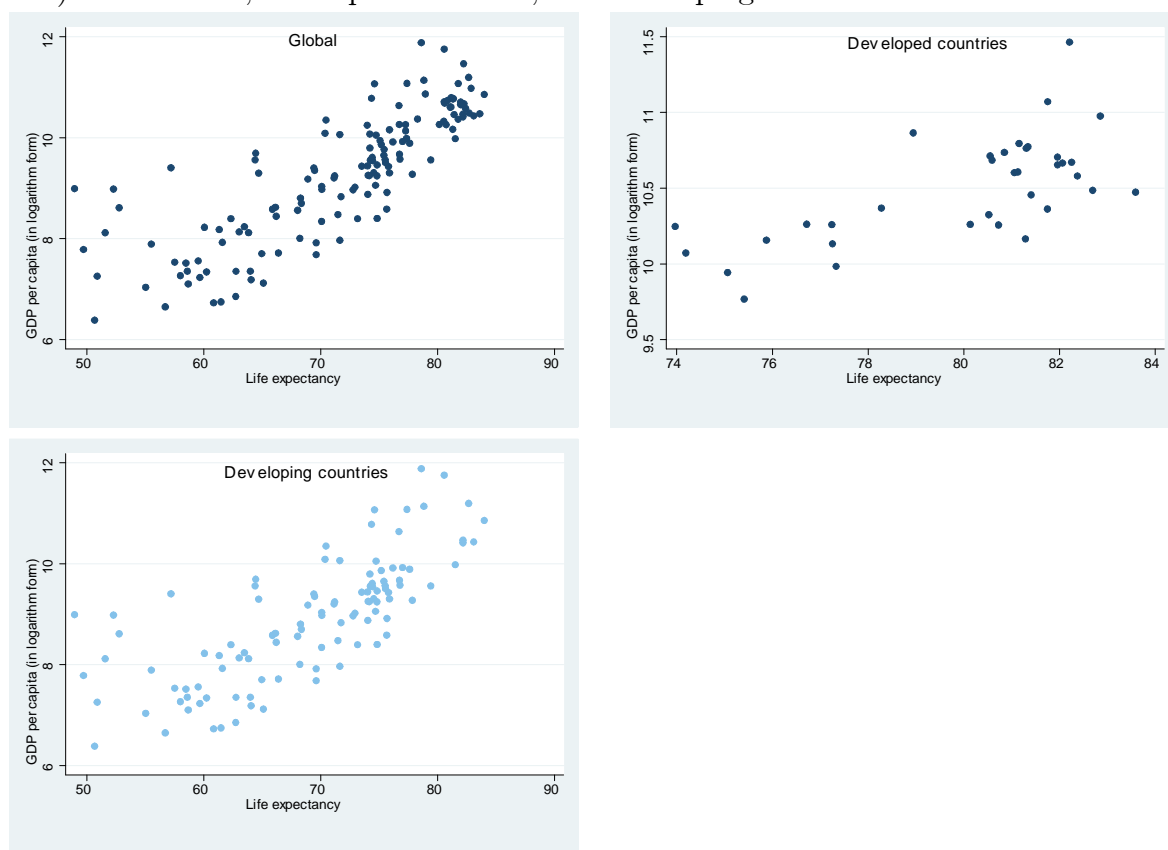 Global
GDP per capita (in logarithm form)
12
10
8
6
50 60 70 80 90
Life expectancy
Developed countries
GDP per capita (in logarithm form)
11.5
11
10.5
10
9.5
74 76 78 80 82 84
Life expectancy
Developing countries
GDP per capita (in logarithm form)
12
10
8
6
50 60 70 80 90
Life expectancy